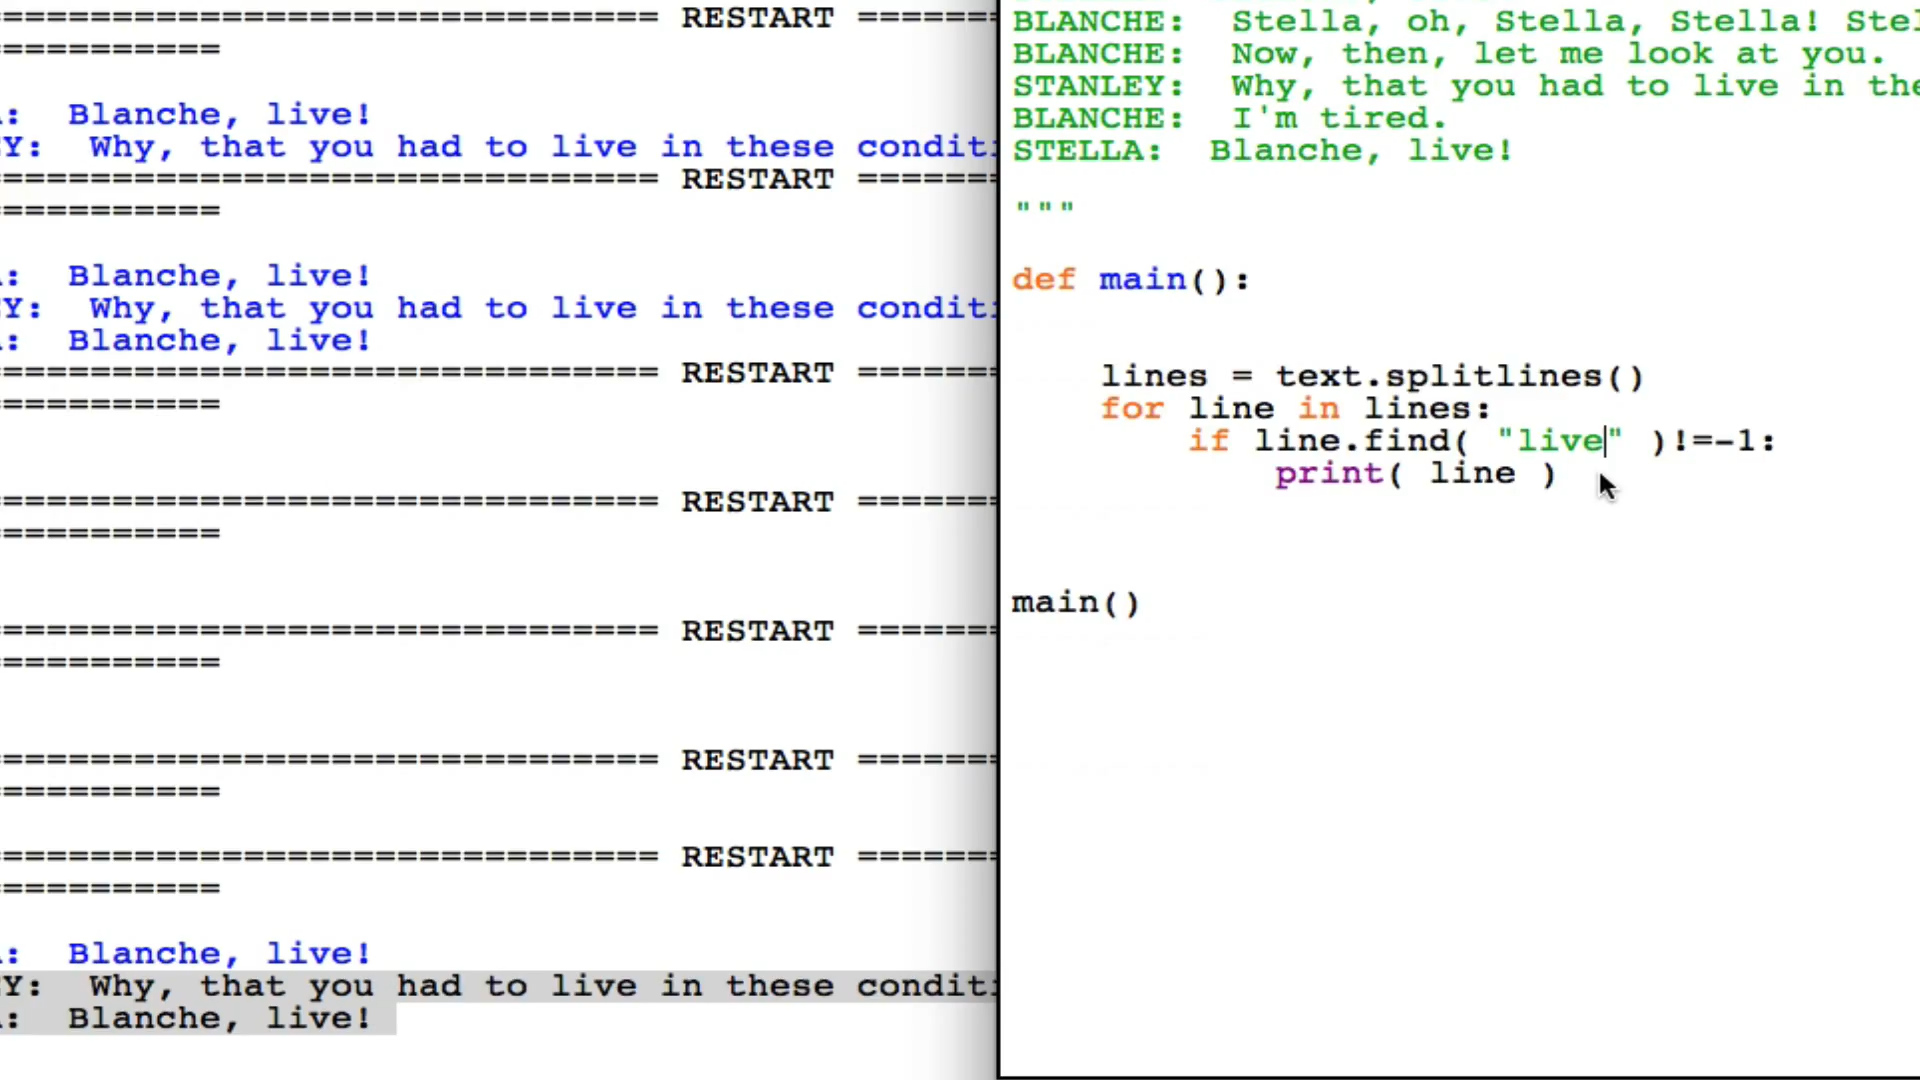 ============================== RESTART ======
==========
: Blanche, live!
Y: Why, that you had to live in these condit
============================== RESTART ======
==========
: Blanche, live!
Y: Why, that you had to live in these condit
: Blanche, live!
============================== RESTART ======
==========
============================== RESTART ======
==========
============================== RESTART ======
==========
============================== RESTART ======
==========
============================== RESTART ======
==========
: Blanche, live!
Y: Why, that you had to live in these condit
: Blanche, live!
BLANCHE: Stella, oh, Stella, Stella! Stel
BLANCHE: Now, then, let me look at you.
STANLEY: Why, that you had to live in the
BLANCHE: I'm tired.
STELLA: Blanche, live!
"""
def main():
lines = text.splitlines()
for line in lines:
if line.find( "live" )!=-1:
print( line )
main()